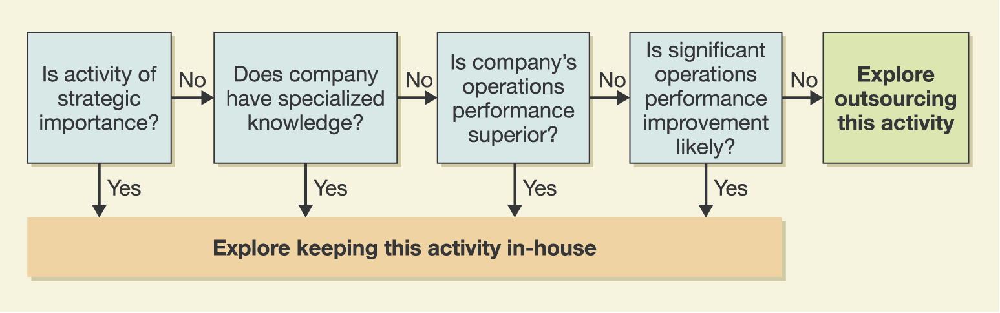 Is activity of
strategic
importance?
No
Does company
have specialized
knowledge?
No
Is company’s
operations
performance
superior?
No
Is significant
operations
performance
improvement
likely?
No
Explore
outsourcing
this activity
Yes
Yes
Yes
Yes
Explore keeping this activity in-house